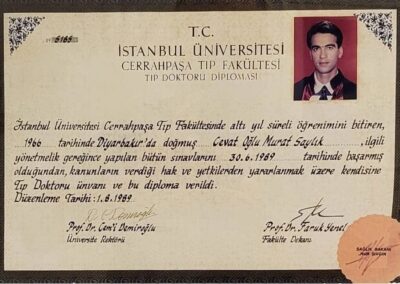 T.C.
İSTANBUL ÜNİVERSİTESİ
CERRAHPAŞA TIP FAKÜLTESİ
TIP DOKTORU DİPLOMASI
İstanbul Üniversitesi Cerrahpaşa Tıp Fakültesinde altı yıl süreli öğrenimini bitiren,
1966 tarihinde Diyarbakır'da doğmuş Cevat Oğlu Murat Saylık ,ilgili
yönetmelik gereğince yapılan bütün sınavlarını 30.6.1989 tarihinde başarmış
olduğundan, kanunların verdiği hak ve yetkilerden yararlanmak üzere kendisine
Tıp Doktoru ünvanı ve bu diploma verildi.
Düzenleme Tarihi: 1.8.1989.
Prof. Dr. Cem'i Demiroğlu
Üniversite Rektörü
Prof. Dr. Faruk Yenel
Fakülte Dekanı
SAĞLIK BAKANI